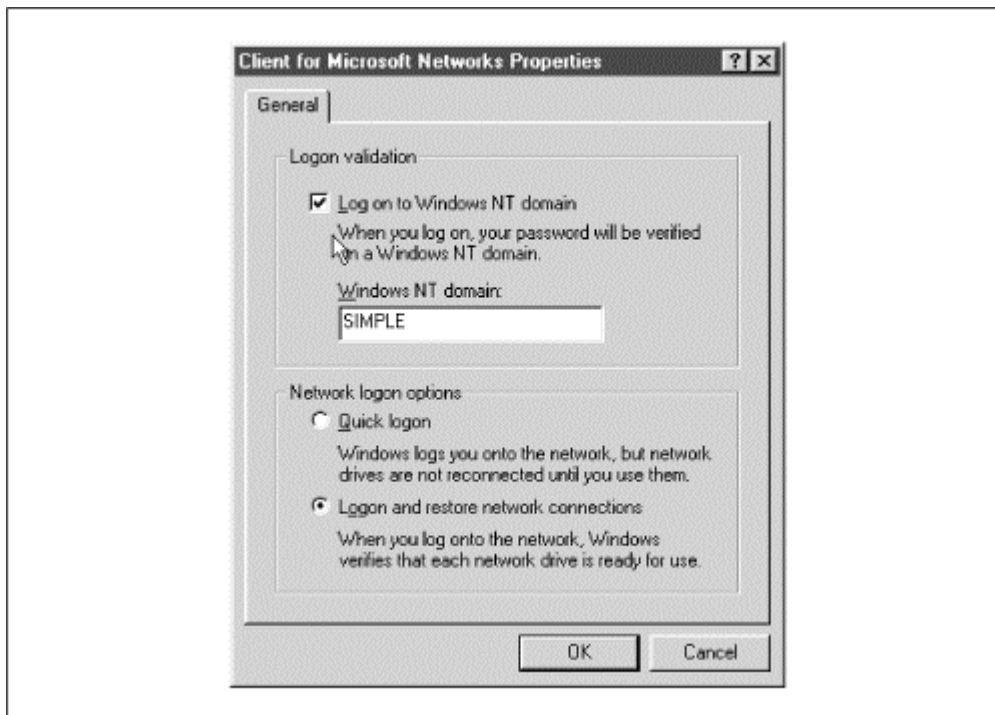 Client for Microsoft Networks Properties
General
Logon validation
Log on to Windows NT domain
When you log on, your password will be verified
in a Windows NT domain.
Windows NT domain:
SIMPLE
Network logon options
Quick logon
Windows logs you onto the network, but network
drives are not reconnected until you use them.
Logon and restore network connections
When you log onto the network, Windows
verifies that each network drive is ready for use.
OK
Cancel